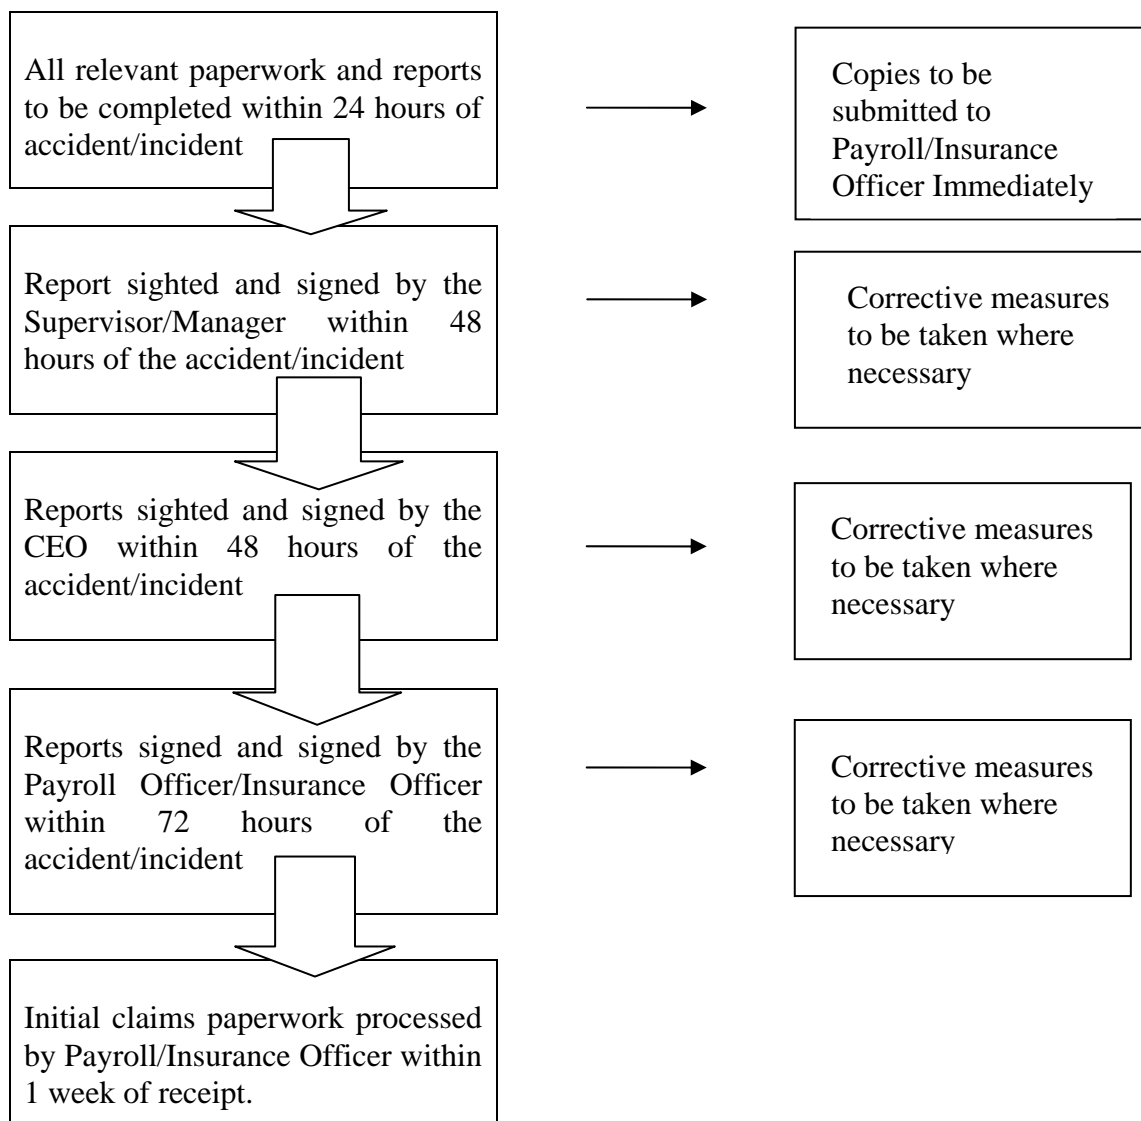 All relevant paperwork and reports
to be completed within 24 hours of
accident/incident
Copies to be
submitted to
Payroll/Insurance
Officer Immediately
Report sighted and signed by the
Supervisor/Manager within 48
hours of the accident/incident
Corrective measures
to be taken where
necessary
Reports sighted and signed by the
CEO within 48 hours of the
accident/incident
Corrective measures
to be taken where
necessary
Reports signed and signed by the
Payroll Officer/Insurance Officer
within 72 hours of the
accident/incident
Corrective measures
to be taken where
necessary
Initial claims paperwork processed
by Payroll/Insurance Officer within
1 week of receipt.